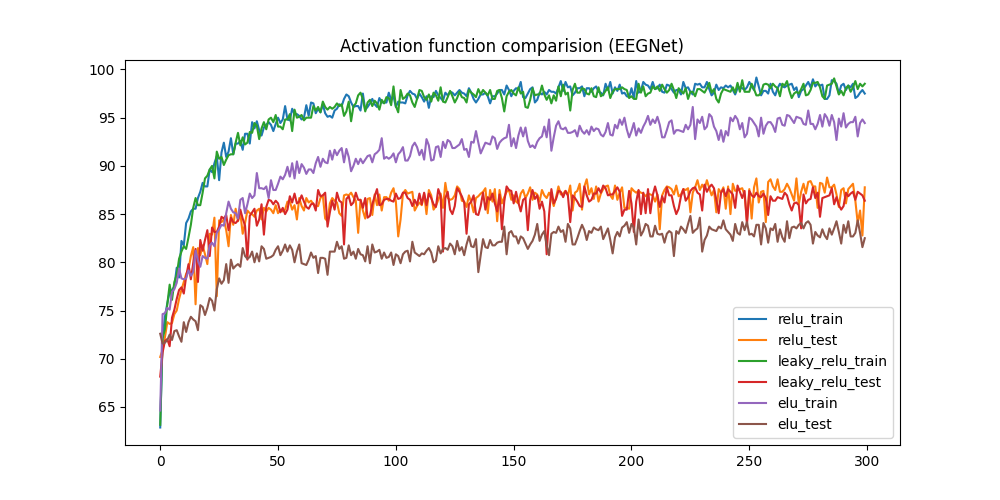 Activation function comparision (EEGNet)
100
95
90
85
80
75
70
65
0
50
100
150
200
250
300
relu_train
relu_test
leaky_relu_train
leaky_relu_test
elu_train
elu_test